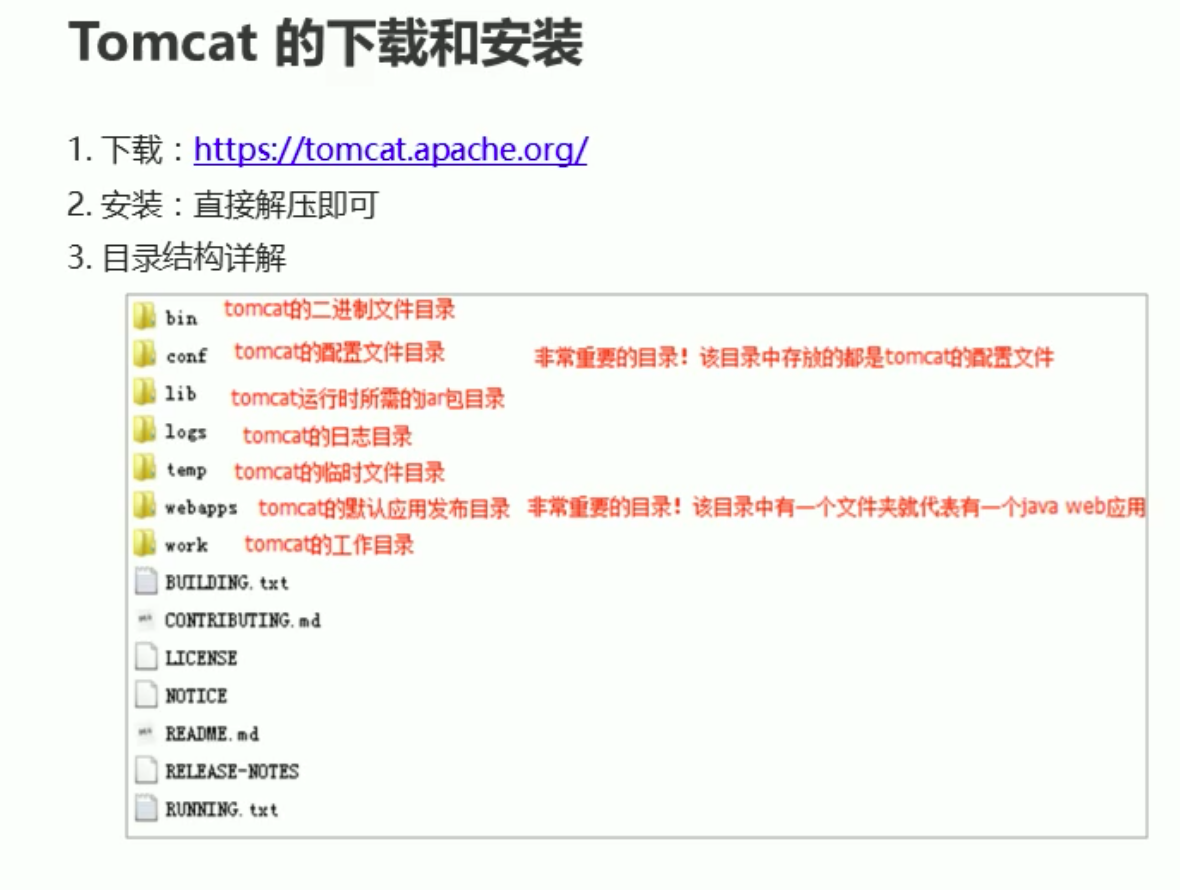 Tomcat 的下载和安装
1. 下载：https://tomcat.apache.org/
2. 安装：直接解压即可
3. 目录结构详解
bin tomcat的二进制文件目录
conf tomcat的配置文件目录 非常重要的目录！该目录中存放的都是tomcat的配置文件
lib tomcat运行时所需的jar包目录
logs tomcat的日志目录
temp tomcat的临时文件目录
webapps tomcat的默认应用发布目录 非常重要的目录！该目录中有一个文件夹就代表有一个java web应用
work tomcat的工作目录
BUILDING.txt
CONTRIBUTING.md
LICENSE
NOTICE
README.md
RELEASE-NOTES
RUNNING.txt